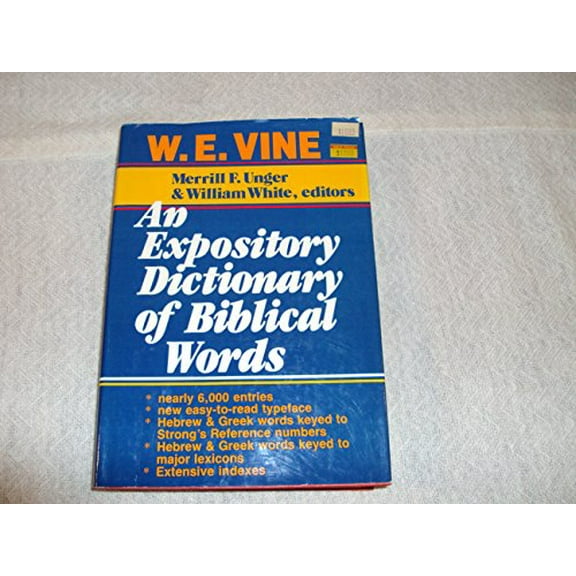 W. E. VINE
Merrill F. Unger
& William White, editors
An
Expository
Dictionary
of Biblical
Words
* nearly 6,000 entries
* new easy-to-read typeface
* Hebrew & Greek words keyed to
Strong's Reference numbers
* Hebrew & Greek words keyed to
major lexicons
* Extensive indexes